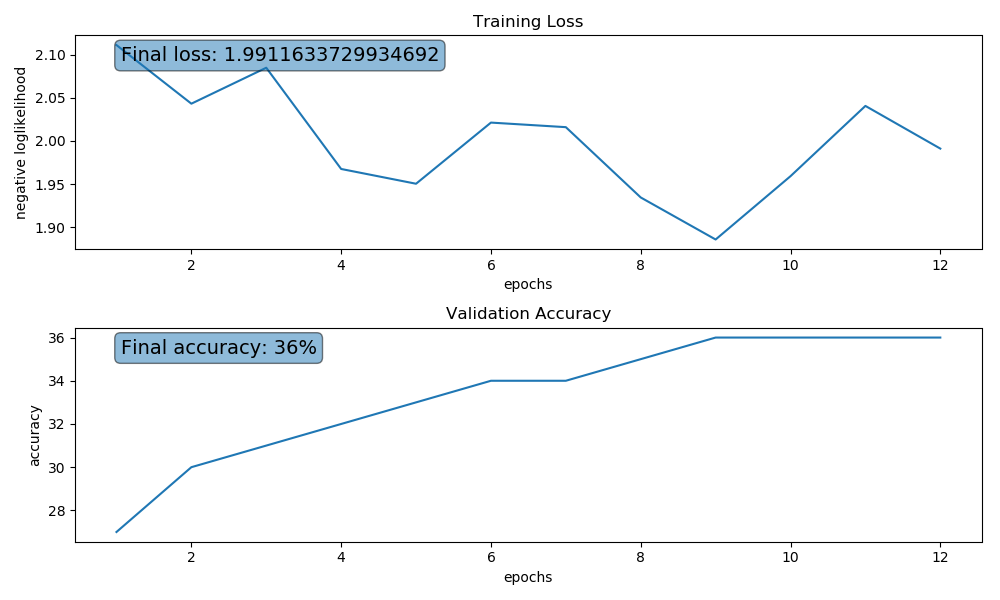 Training Loss
Final loss: 1.9911633729934692
2.10
2.05
2.00
1.95
1.90
negative loglikelihood
2 4 6 8 10 12
epochs
Validation Accuracy
Final accuracy: 36%
36
34
32
30
28
accuracy
2 4 6 8 10 12
epochs